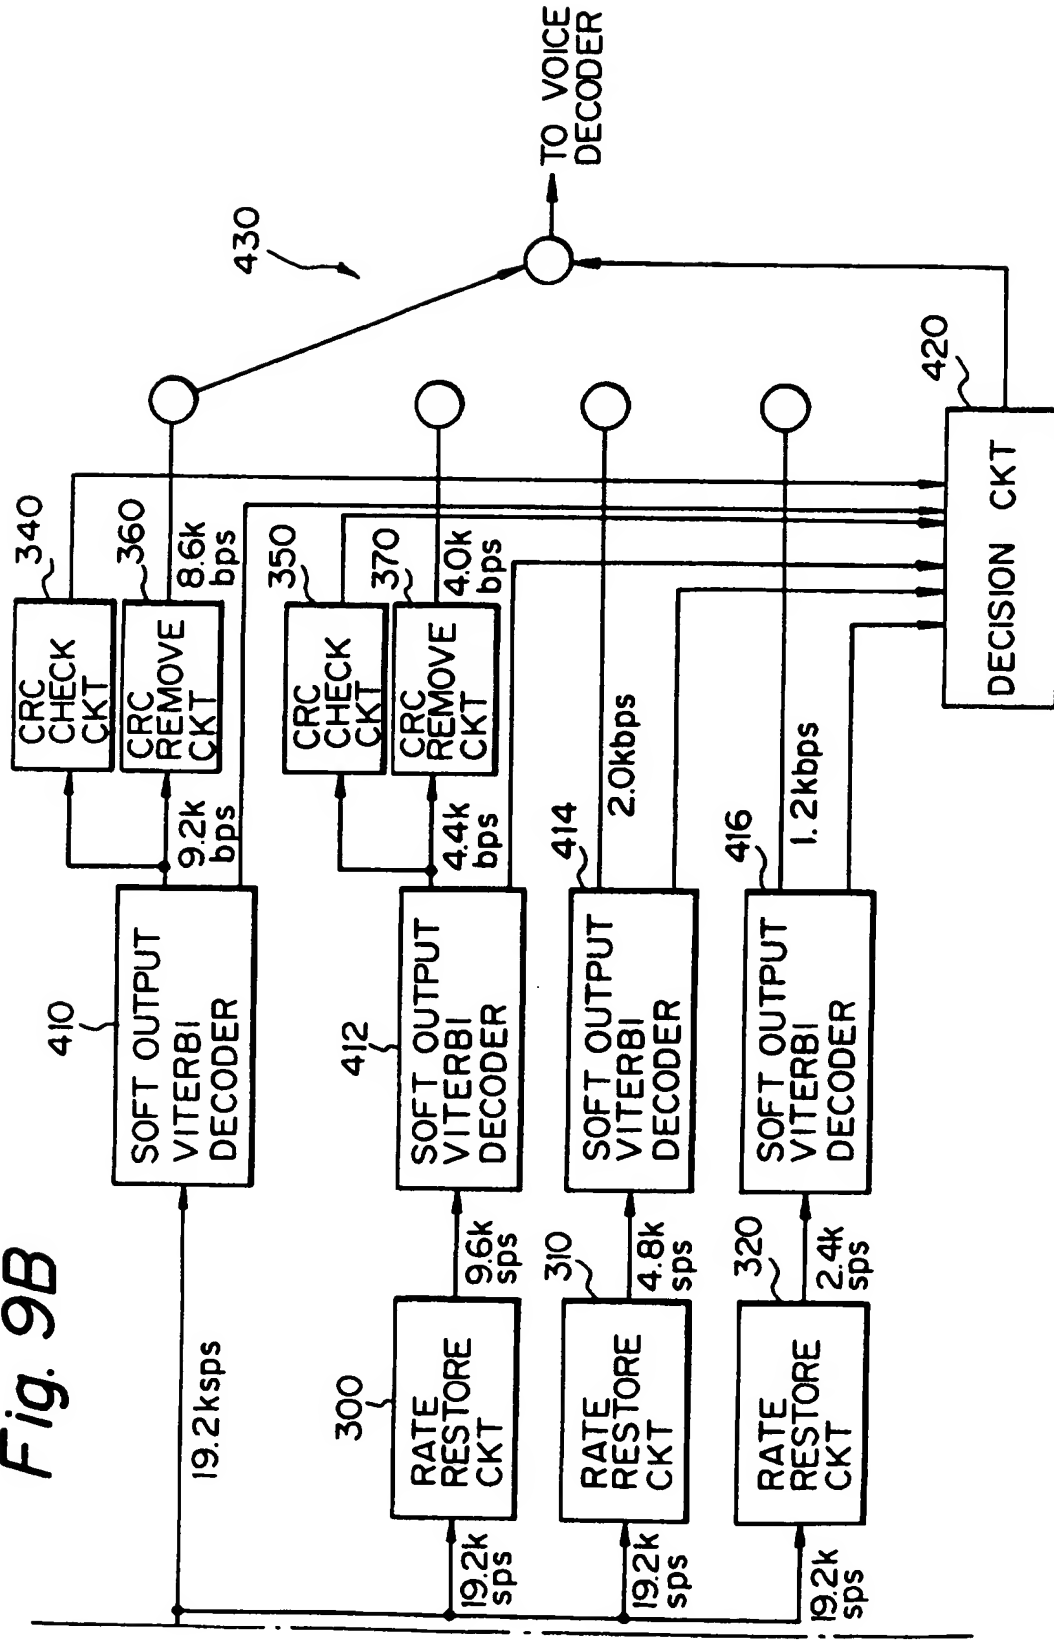 Fig. 9B
19.2ksps
410
SOFT OUTPUT
VITERBI
DECODER
9.2k
bps
CRC
CHECK
CKT
340
CRC
REMOVE
CKT
360
8.6k
bps
430
TO VOICE
DECODER
19.2k
sps
300
RATE
RESTORE
CKT
9.6k
sps
412
SOFT OUTPUT
VITERBI
DECODER
4.4k
bps
CRC
CHECK
CKT
350
CRC
REMOVE
CKT
370
4.0k
bps
19.2k
sps
310
RATE
RESTORE
CKT
4.8k
sps
414
SOFT OUTPUT
VITERBI
DECODER
2.0kbps
19.2k
sps
320
RATE
RESTORE
CKT
2.4k
sps
416
SOFT OUTPUT
VITERBI
DECODER
1.2kbps
420
DECISION CKT